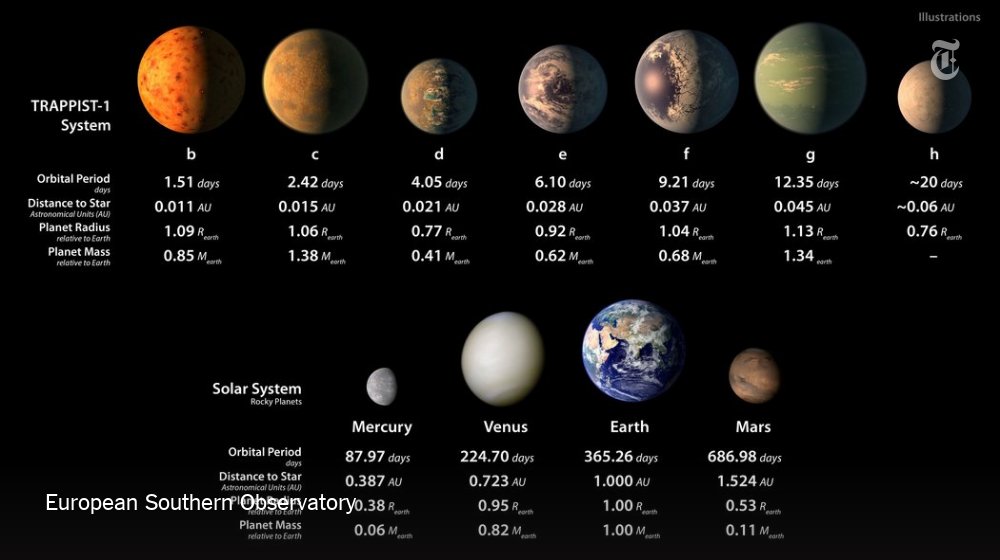 Illustrations
TRAPPIST-1
System
b c d e f g h
Orbital Period 1.51 days 2.42 days 4.05 days 6.10 days 9.21 days 12.35 days ~20 days
days
Distance to Star 0.011 AU 0.015 AU 0.021 AU 0.028 AU 0.037 AU 0.045 AU ~0.06 AU
Astronomical Units (AU)
Planet Radius 1.09 Rearth 1.06 Rearth 0.77 Rearth 0.92 Rearth 1.04 Rearth 1.13 Rearth 0.76 Rearth
relative to Earth
Planet Mass 0.85 Mearth 1.38 Mearth 0.41 Mearth 0.62 Mearth 0.68 Mearth 1.34 earth –
relative to Earth
Solar System
Rocky Planets
Mercury Venus Earth Mars
Orbital Period 87.97 days 224.70 days 365.26 days 686.98 days
days
Distance to Star 0.387 AU 0.723 AU 1.000 AU 1.524 AU
Astronomical Units (AU)
European Southern Observatory
Planet Radius 0.38 Rearth 0.95 Rearth 1.00 Rearth 0.53 Rearth
relative to Earth
Planet Mass 0.06 Mearth 0.82 Mearth 1.00 Mearth 0.11 Mearth
relative to Earth